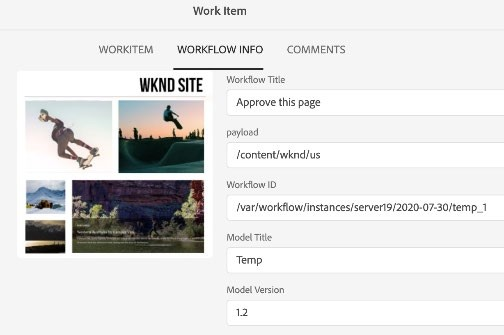 Work Item
WORKITEM
WORKFLOW INFO
COMMENTS
WKND SITE
Workflow Title
Approve this page
payload
/content/wknd/us
Workflow ID
/var/workflow/instances/server19/2020-07-30/temp_1
Model Title
Temp
Model Version
1.2